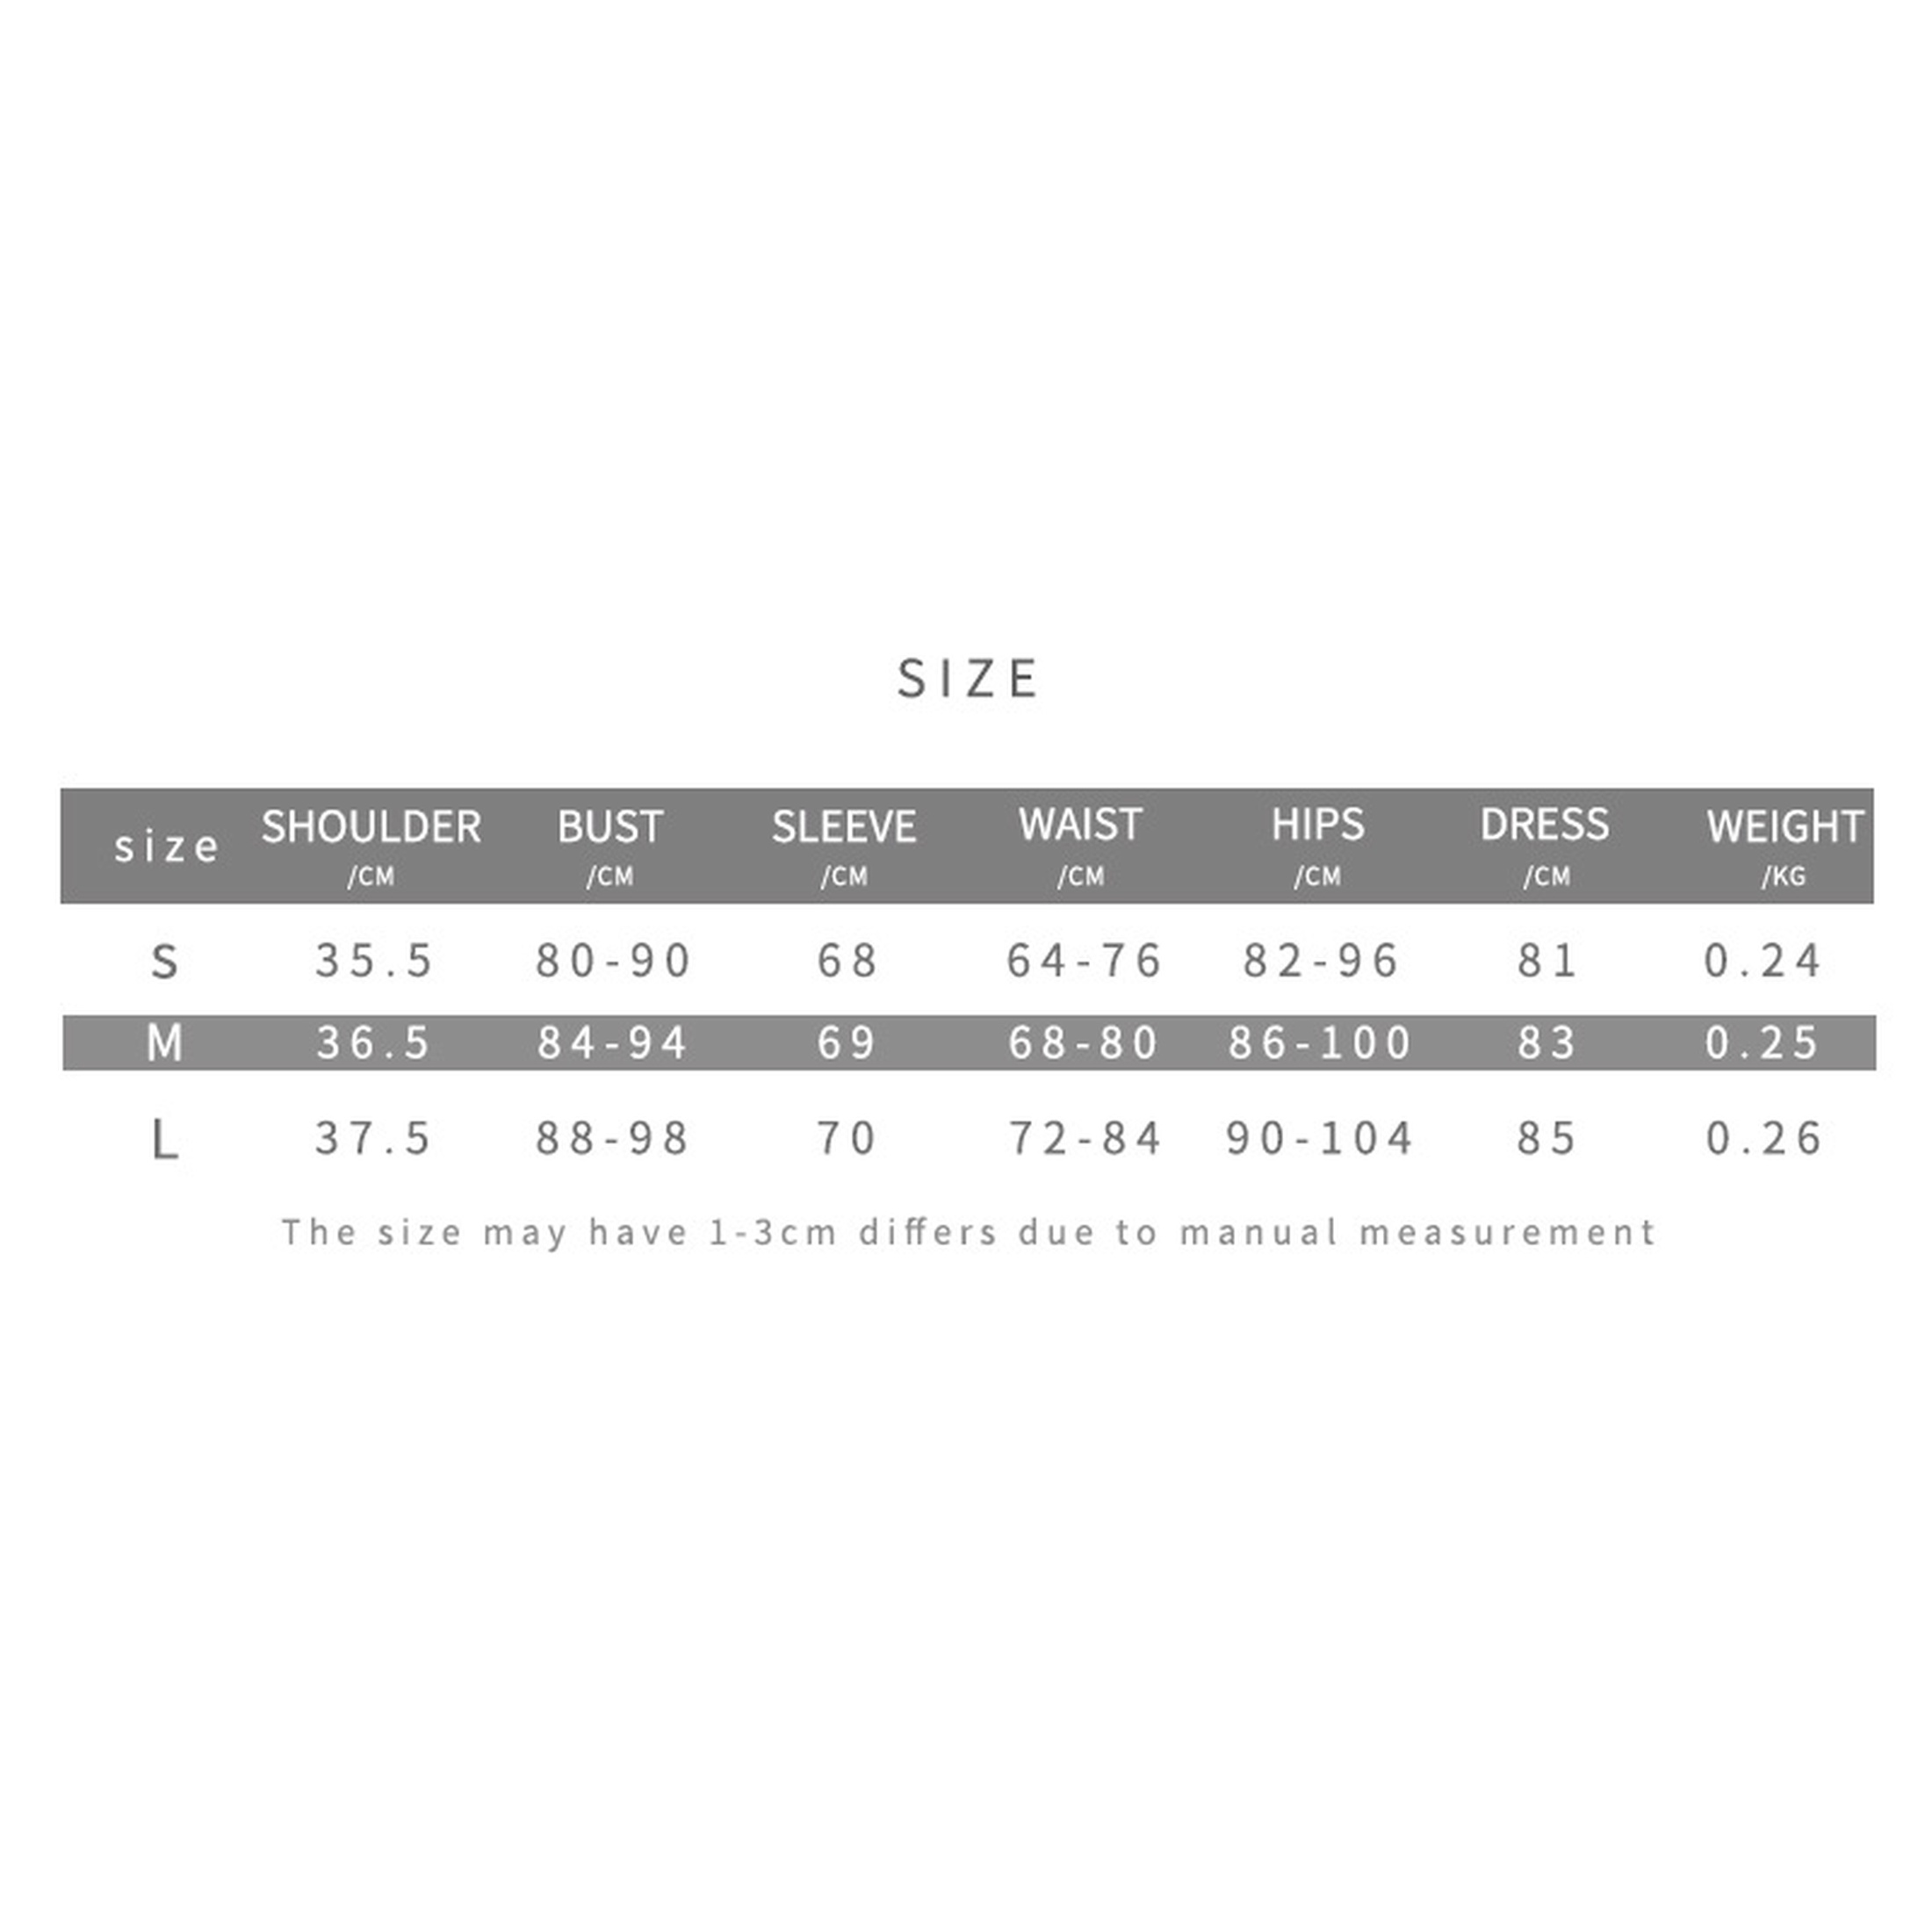 SIZE
size SHOULDER BUST SLEEVE WAIST HIPS DRESS WEIGHT
/CM /CM /CM /CM /CM /CM /KG
S 35.5 80-90 68 64-76 82-96 81 0.24
M 36.5 84-94 69 68-80 86-100 83 0.25
L 37.5 88-98 70 72-84 90-104 85 0.26
The size may have 1-3cm differs due to manual measurement